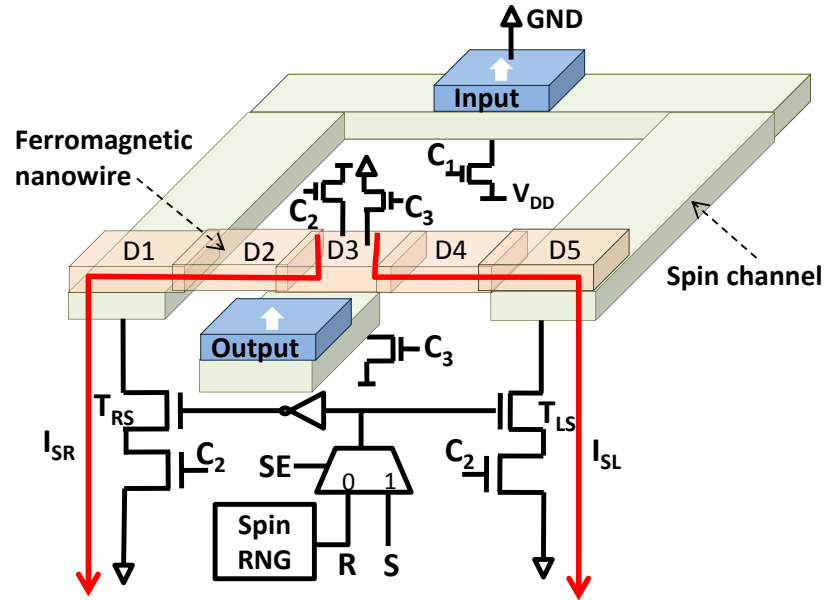 GND
Input
Ferromagnetic
nanowire
C1
VDD
C2
C3
D1
D2
D3
D4
D5
Spin channel
Output
C3
TRS
TLS
ISR
C2
SE
0
1
C2
ISL
Spin
RNG
R
S